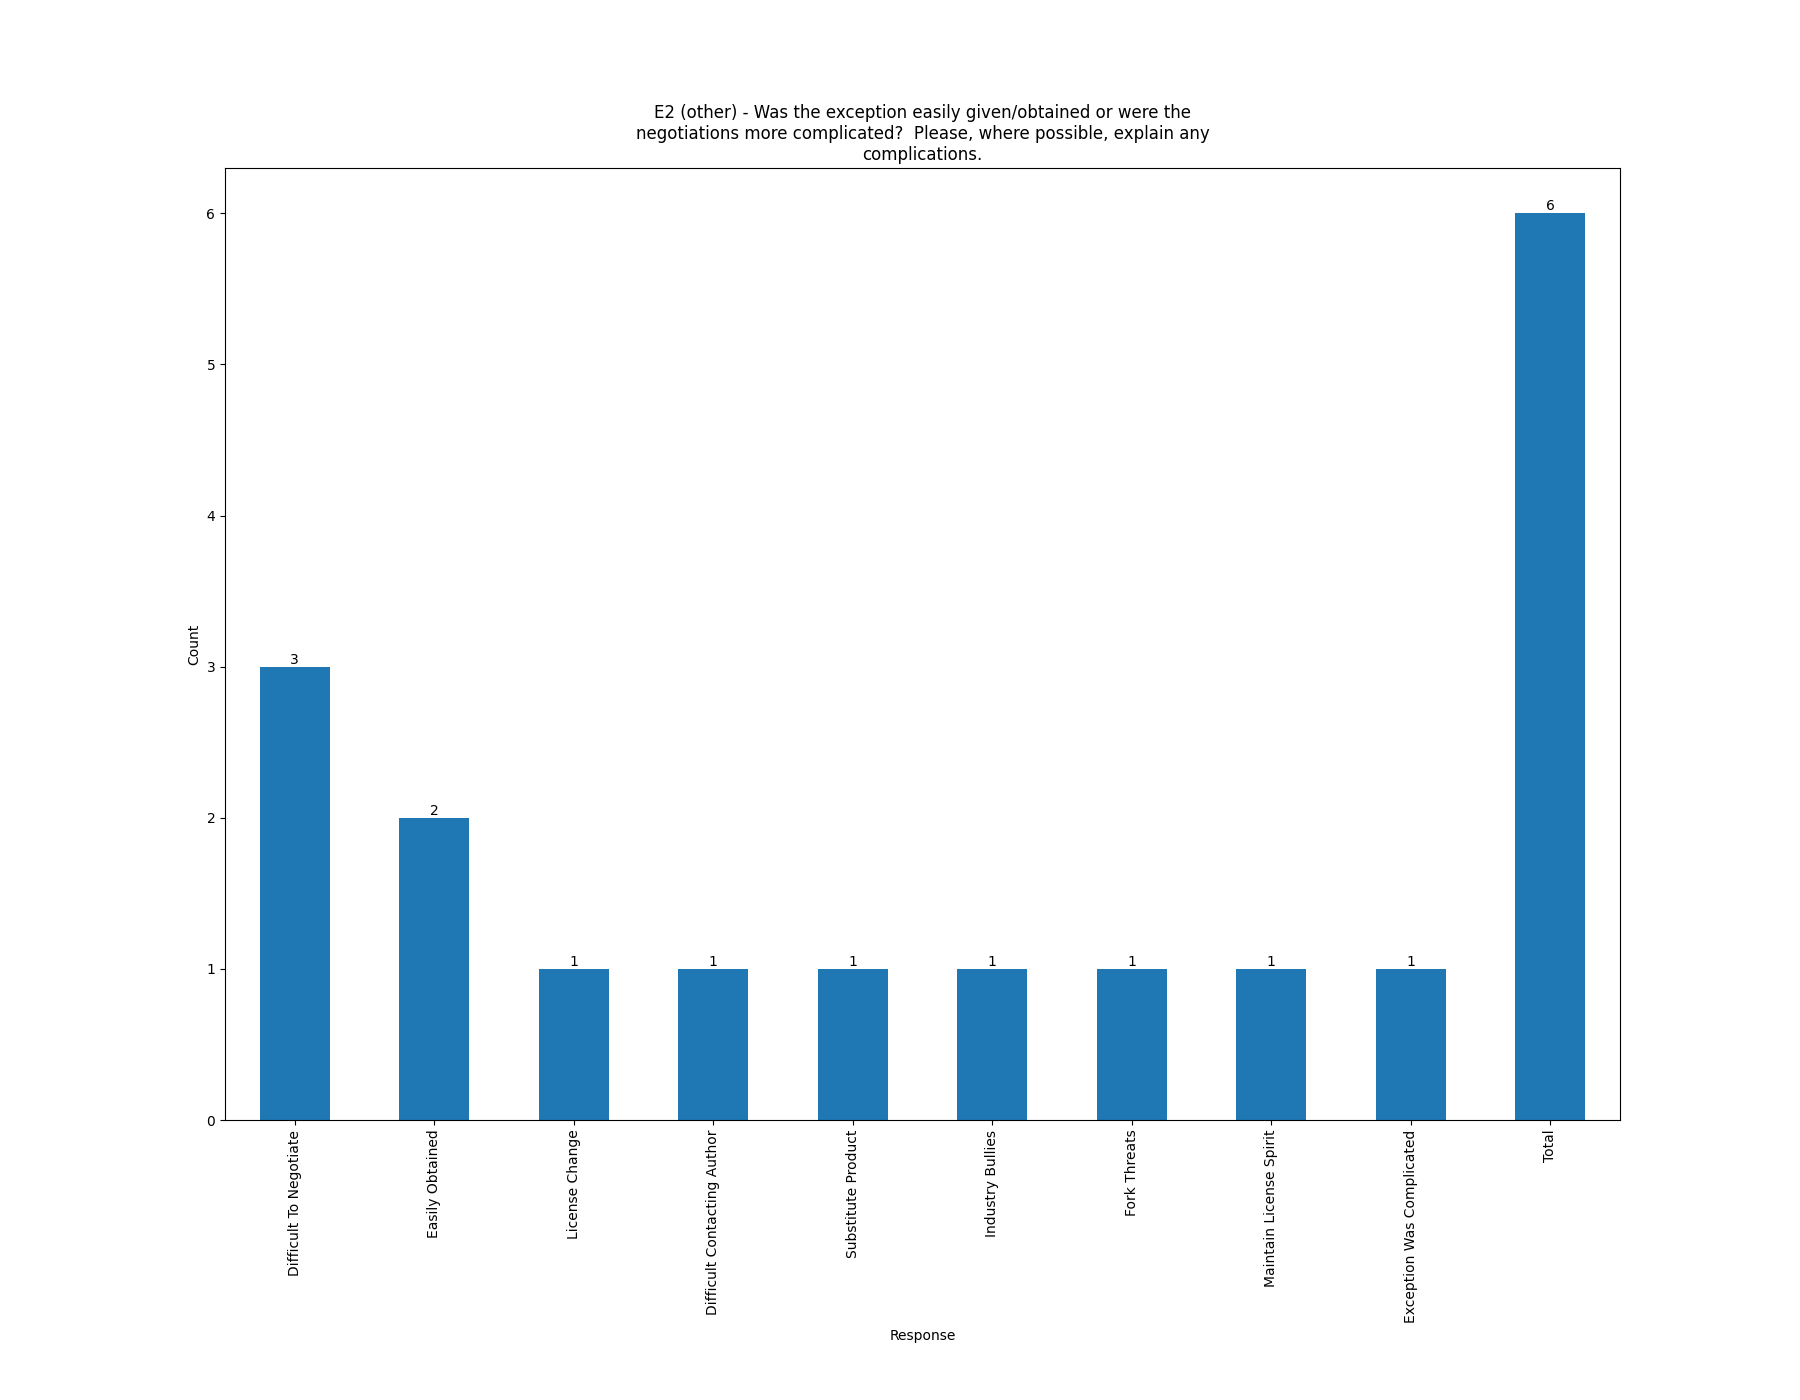 E2 (other) - Was the exception easily given/obtained or were the
negotiations more complicated?  Please, where possible, explain any
complications.
Count
6
5
4
3
2
1
0
3
2
1
1
1
1
1
1
1
6
Difficult To Negotiate
Easily Obtained
License Change
Difficult Contacting Author
Substitute Product
Industry Bullies
Fork Threats
Maintain License Spirit
Exception Was Complicated
Total
Response